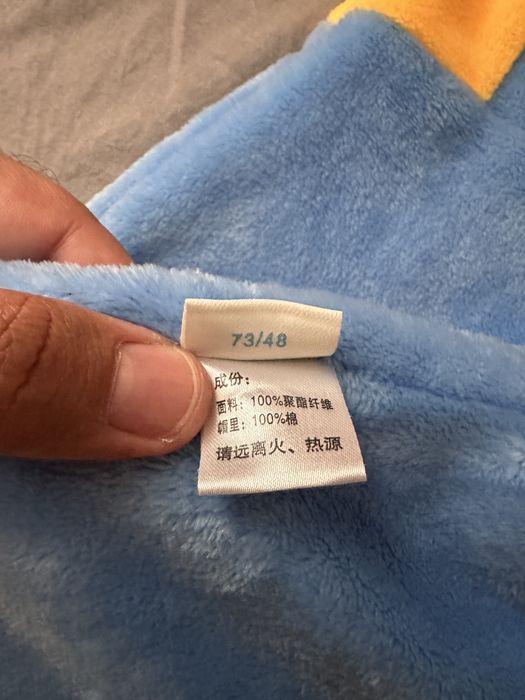 73/48
成份：
面料：100%聚酯纤维
帽里：100%棉
请远离火、热源